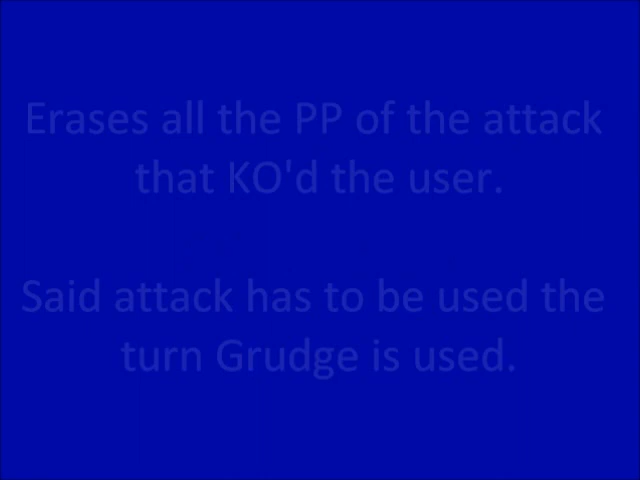 Erases all the PP of the attack
that KO'd the user.
Said attack has to be used the
turn Grudge is used.